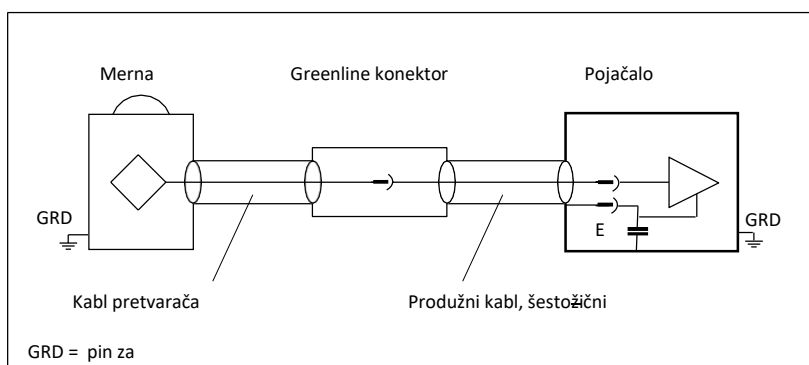 Merna
Greenline konektor
Pojačalo
GRD
GRD
E
Kabl pretvarača
Produžni kabl, šestožični
GRD = pin za